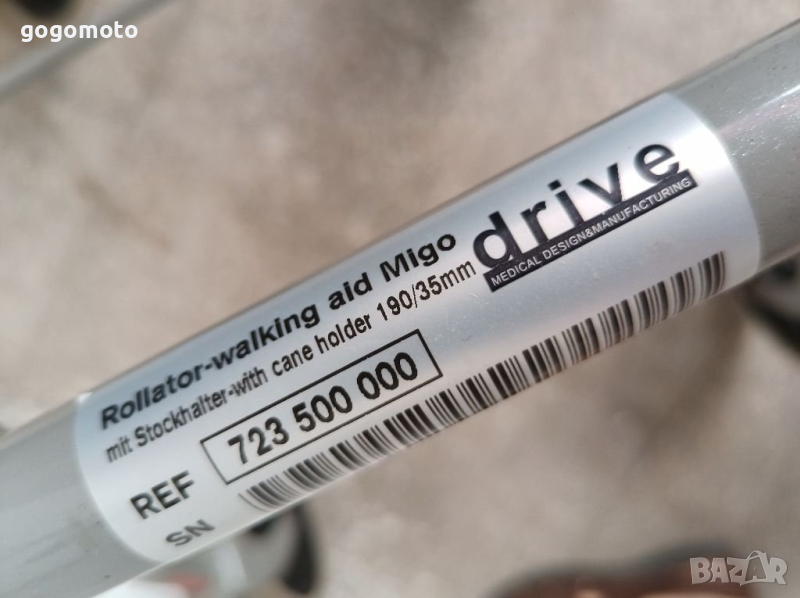 gogomoto
Rollator-walking aid Migo
mit Stockhalter-with cane holder 190/35mm
drive
MEDICAL DESIGN&MANUFACTURING
REF 723 500 000
SN
BAZAR